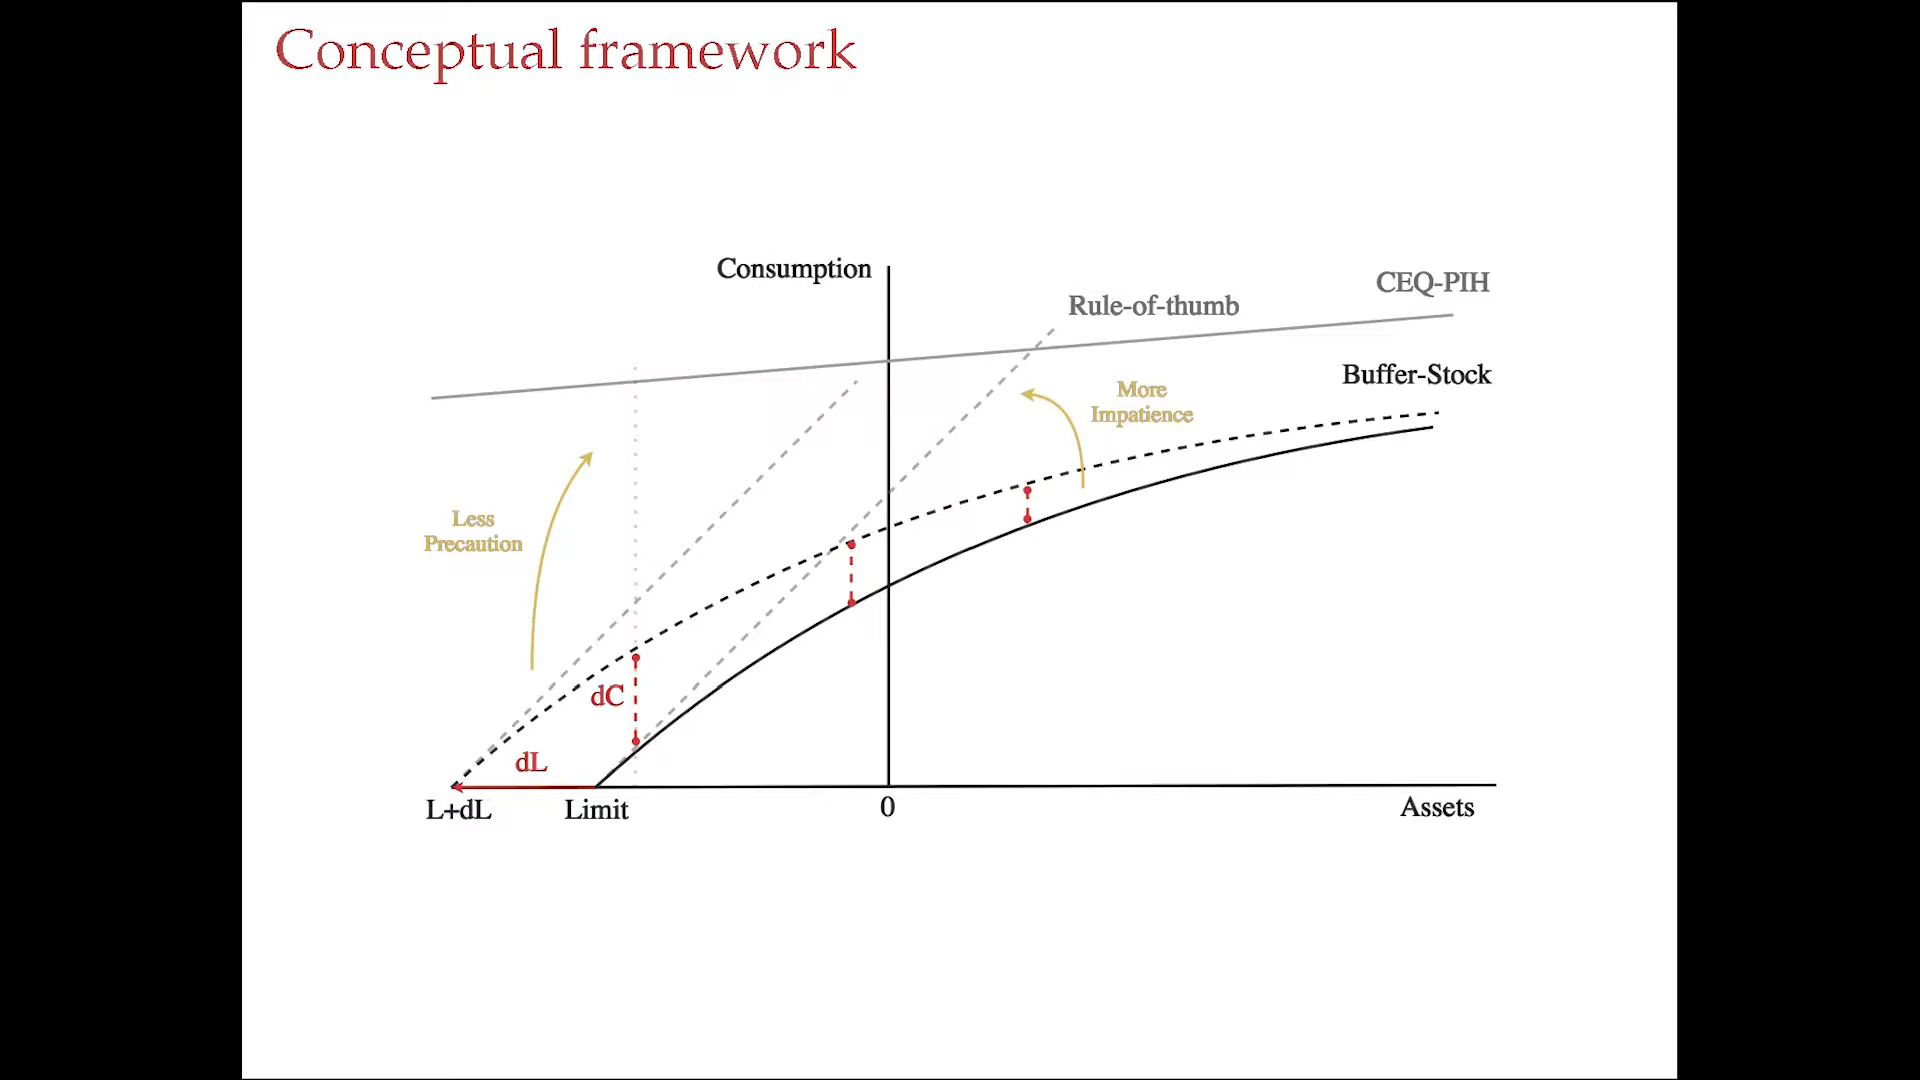 Conceptual framework
Consumption
CEQ-PIH
Rule-of-thumb
Buffer-Stock
More
Impatience
Less
Precaution
dC
dL
L+dL
Limit
0
Assets